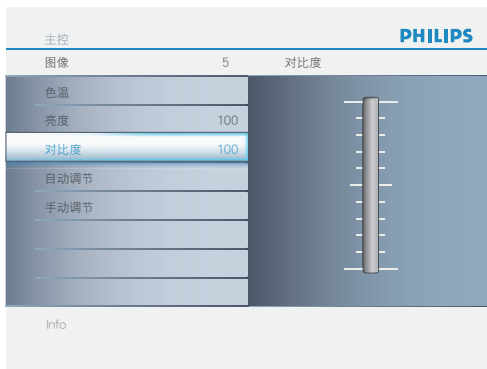 主控 PHILIPS
图像 5 对比度
色温
亮度 100
对比度 100
自动调节
手动调节
Info